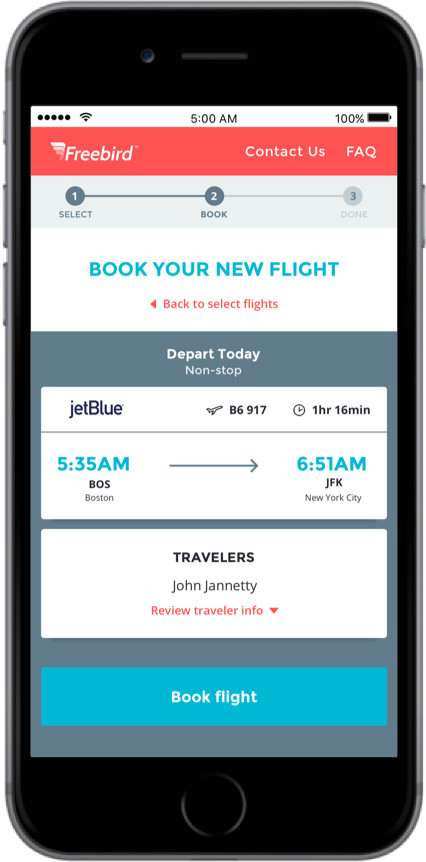 5:00 AM 100%
Freebird™ Contact Us FAQ
1 2 3
SELECT BOOK DONE
BOOK YOUR NEW FLIGHT
Back to select flights
Depart Today
Non-stop
jetBlue B6 917 1hr 16min
5:35AM 6:51AM
BOS JFK
Boston New York City
TRAVELERS
John Jannetty
Review traveler info
Book flight